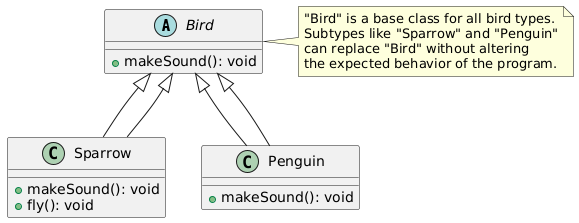 A Bird
makeSound(): void
"Bird" is a base class for all bird types.
Subtypes like "Sparrow" and "Penguin"
can replace "Bird" without altering
the expected behavior of the program.
C Sparrow
makeSound(): void
fly(): void
C Penguin
makeSound(): void